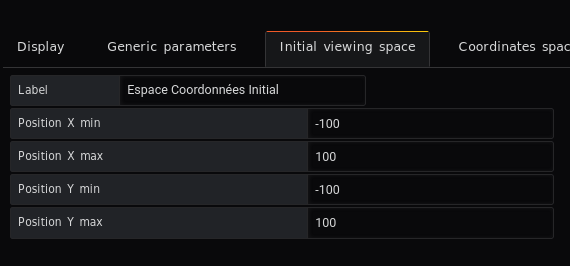 Display Generic parameters Initial viewing space Coordinates spac
Label Espace Coordonnées Initial
Position X min -100
Position X max 100
Position Y min -100
Position Y max 100